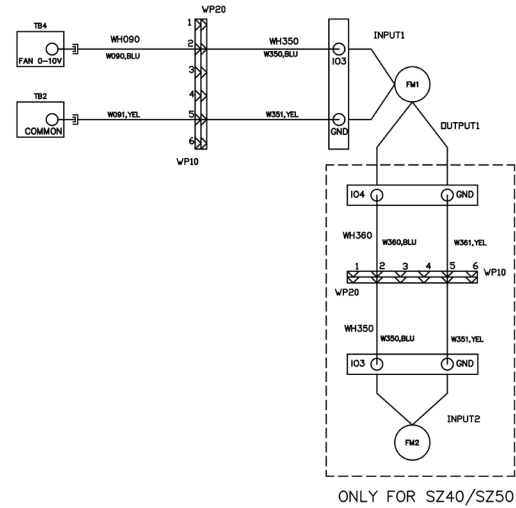 WP20
TB4
1
WH090
WH350
INPUT1
2
FAN 0-10V
W090,BLU
W350,BLU
IO3
3
FM1
TB2
4
W091,YEL
5
W351,YEL
COMMON
GND
OUTPUT1
6
WP10
IO4
GND
WH360
W360,BLU
W361,YEL
1 2 3 4 5 6
WP10
WP20
WH350
W350,BLU
W351,YEL
IO3
GND
INPUT2
FM2
ONLY FOR SZ40/SZ50